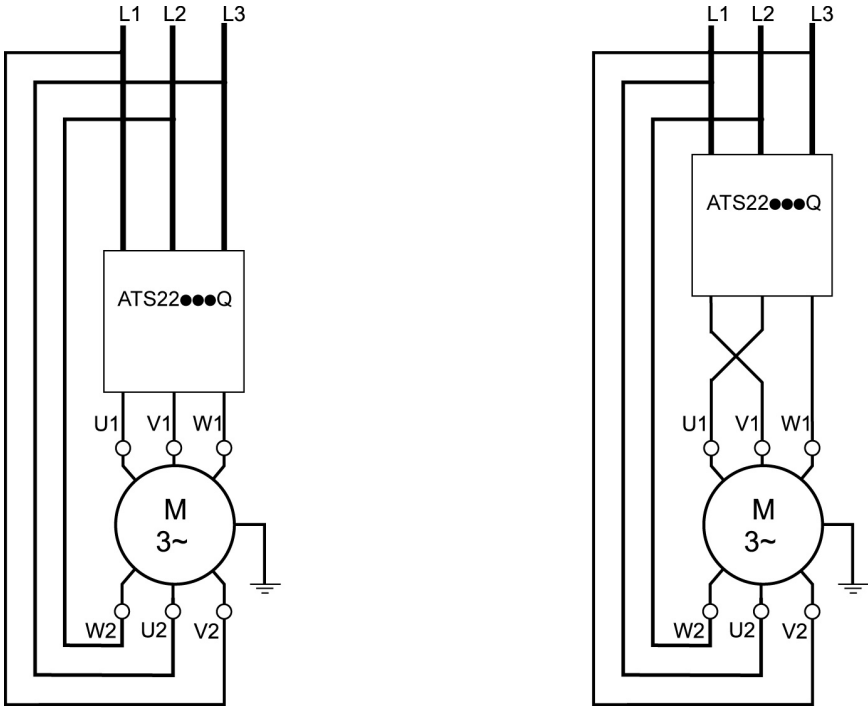 L1 L2 L3
ATS22●●●Q
U1 V1 W1
M
3~
W2 U2 V2
L1 L2 L3
ATS22●●●Q
U1 V1 W1
M
3~
W2 U2 V2